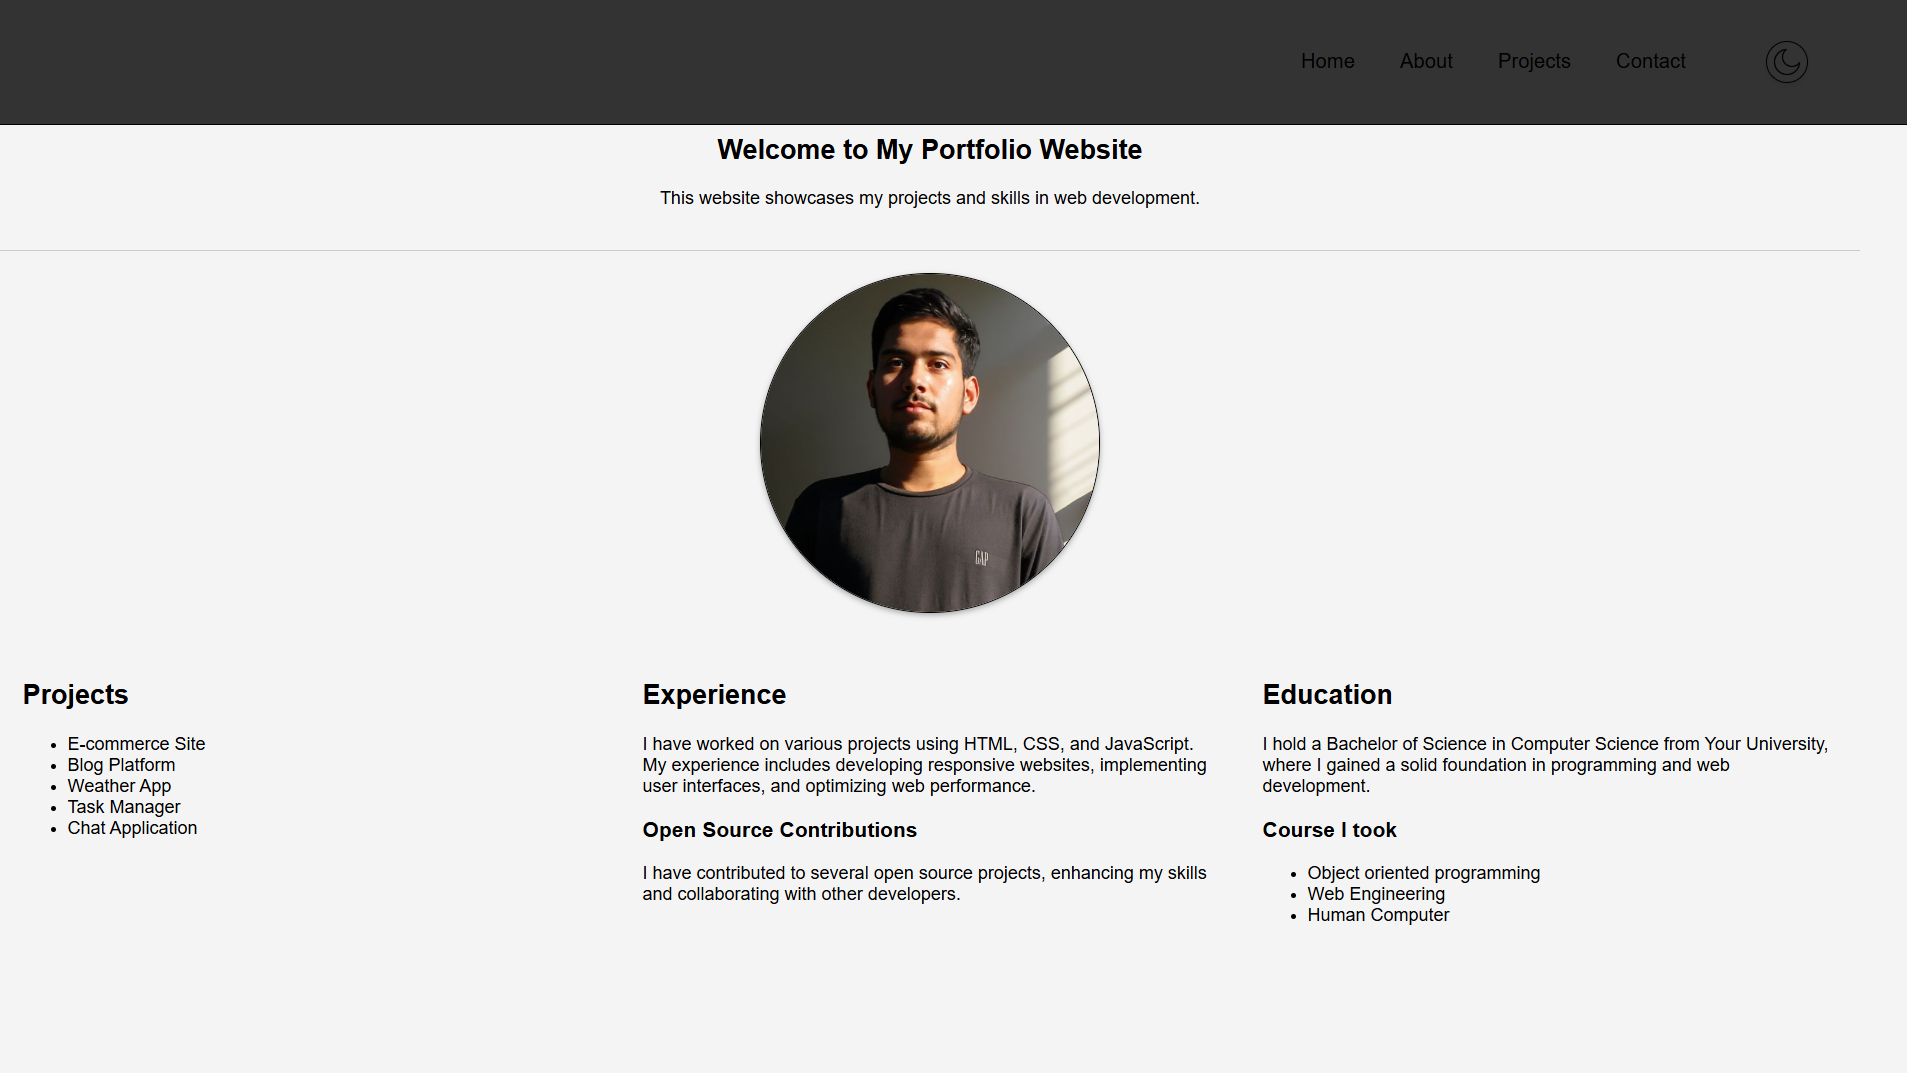 Home About Projects Contact
Welcome to My Portfolio Website
This website showcases my projects and skills in web development.
GAP
Projects
E-commerce Site
Blog Platform
Weather App
Task Manager
Chat Application
Experience
I have worked on various projects using HTML, CSS, and JavaScript.
My experience includes developing responsive websites, implementing
user interfaces, and optimizing web performance.
Open Source Contributions
I have contributed to several open source projects, enhancing my skills
and collaborating with other developers.
Education
I hold a Bachelor of Science in Computer Science from Your University,
where I gained a solid foundation in programming and web
development.
Course I took
Object oriented programming
Web Engineering
Human Computer